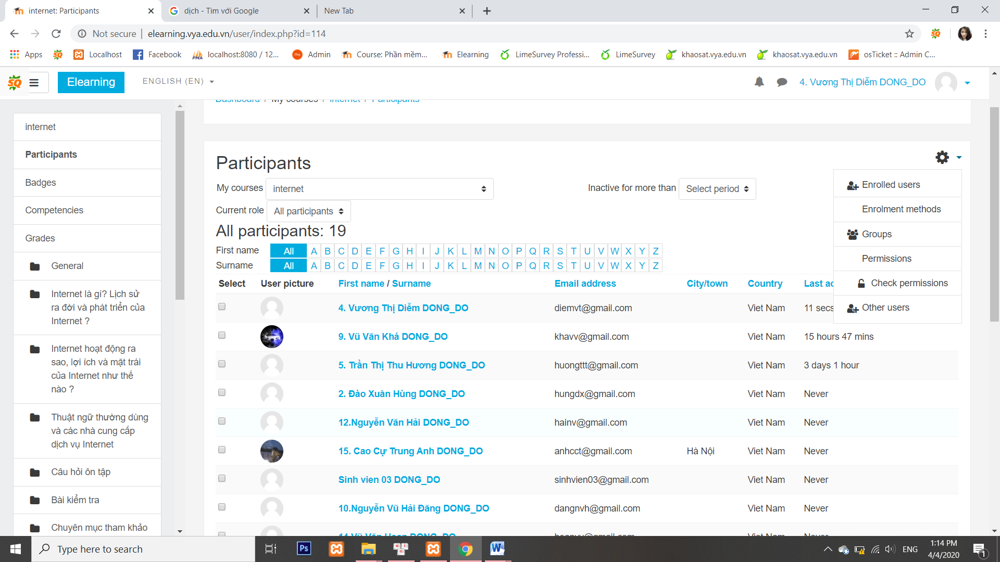 internet: Participants
dịch - Tìm với Google
New Tab
Not secure
elearning.vya.edu.vn/user/index.php?id=114
Apps
Localhost
Facebook
localhost:8080 / 12...
Admin
Course: Phần mềm...
Elearning
LimeSurvey Professi...
LimeSurvey
khaosat.vya.edu.vn
khaosat.vya.edu.vn
osTicket :: Admin C...
SQ
Elearning
ENGLISH (EN)
4. Vương Thị Diễm DONG_DO
Dashboard / My courses / internet / Participants
internet
Participants
Badges
Competencies
Grades
General
Internet là gì? Lịch sử
ra đời và phát triển của
Internet ?
Internet hoạt động ra
sao, lợi ích và mặt trái
của Internet như thế
nào ?
Thuật ngữ thường dùng
và các nhà cung cấp
dịch vụ Internet
Câu hỏi ôn tập
Bài kiểm tra
Chuyên mục tham khảo
Participants
My courses internet
Inactive for more than Select period
Current role All participants
All participants: 19
First name All A B C D E F G H I J K L M N O P Q R S T U V W X Y Z
Surname All A B C D E F G H I J K L M N O P Q R S T U V W X Y Z
Enrolled users
Enrolment methods
Groups
Permissions
Check permissions
Other users
Select User picture First name / Surname Email address City/town Country Last ac
4. Vương Thị Diễm DONG_DO diemvt@gmail.com Viet Nam 11 secs
9. Vũ Văn Khá DONG_DO khavv@gmail.com Viet Nam 15 hours 47 mins
5. Trần Thị Thu Hương DONG_DO huongttt@gmail.com Viet Nam 3 days 1 hour
2. Đào Xuân Hùng DONG_DO hungdx@gmail.com Viet Nam Never
12.Nguyễn Văn Hải DONG_DO hainv@gmail.com Viet Nam Never
15. Cao Cự Trung Anh DONG_DO anhcct@gmail.com Hà Nội Viet Nam Never
Sinh vien 03 DONG_DO sinhvien03@gmail.com Viet Nam Never
10.Nguyễn Vũ Hải Đăng DONG_DO dangnvh@gmail.com Viet Nam Never
Type here to search
Ps
ENG
1:14 PM
4/4/2020
1